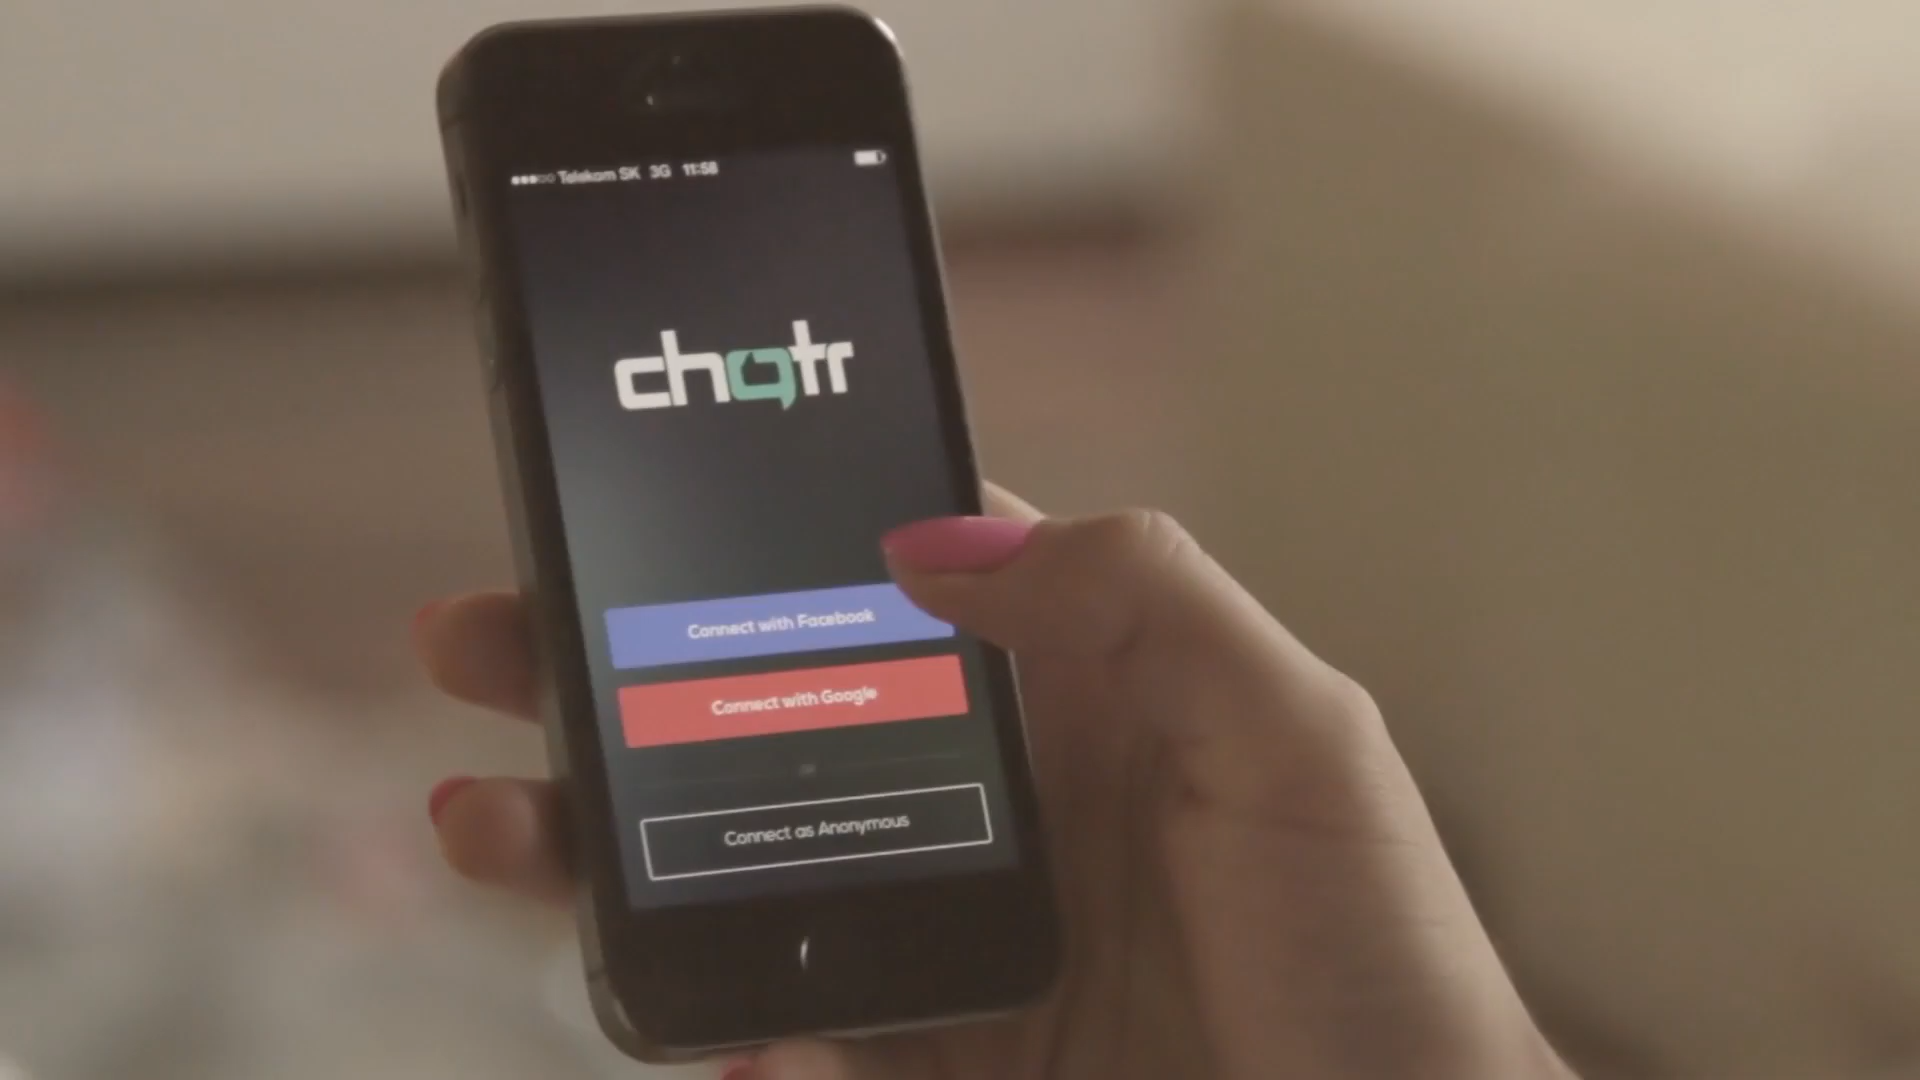 Telekom SK 3G 11:58
chatr
Connect with Facebook
Connect with Google
Connect as Anonymous